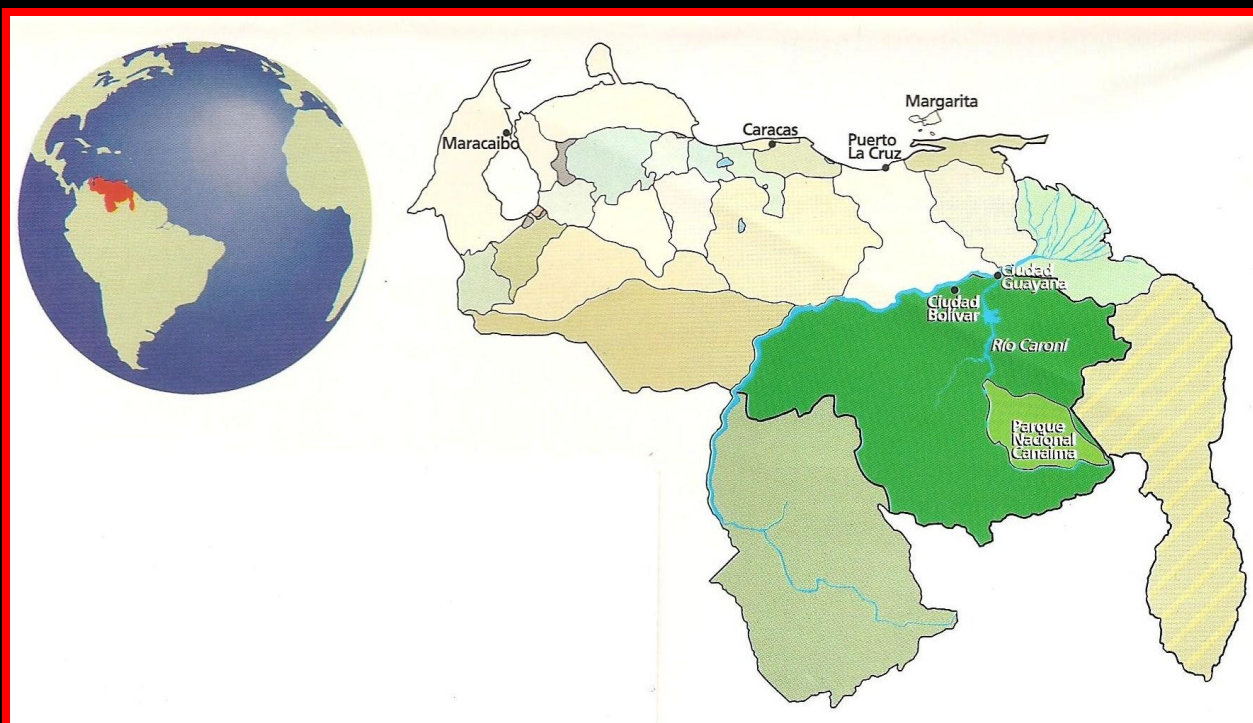 Margarita
Maracaibo
Caracas
Puerto
La Cruz
Ciudad
Guayana
Ciudad
Bolívar
Río Caroní
Parque
Nacional
Canaima